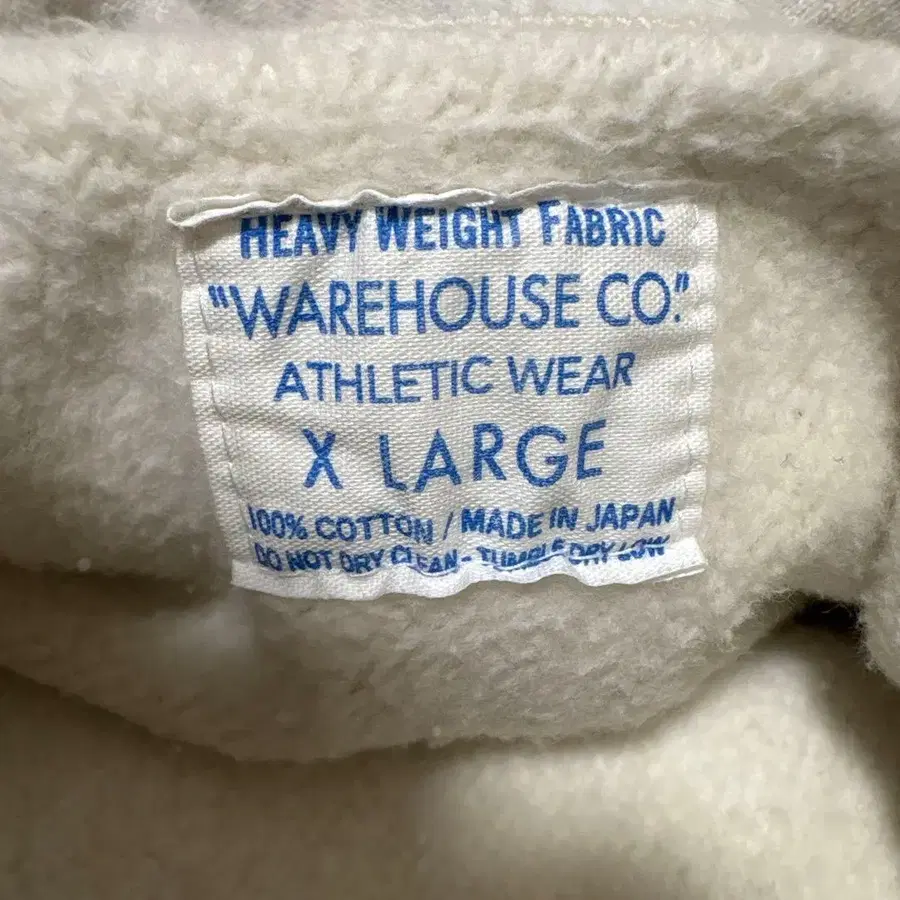 HEAVY WEIGHT FABRIC
"WAREHOUSE CO."
ATHLETIC WEAR
X LARGE
100% COTTON / MADE IN JAPAN
DO NOT DRY CLEAN - TUMBLE DRY LOW